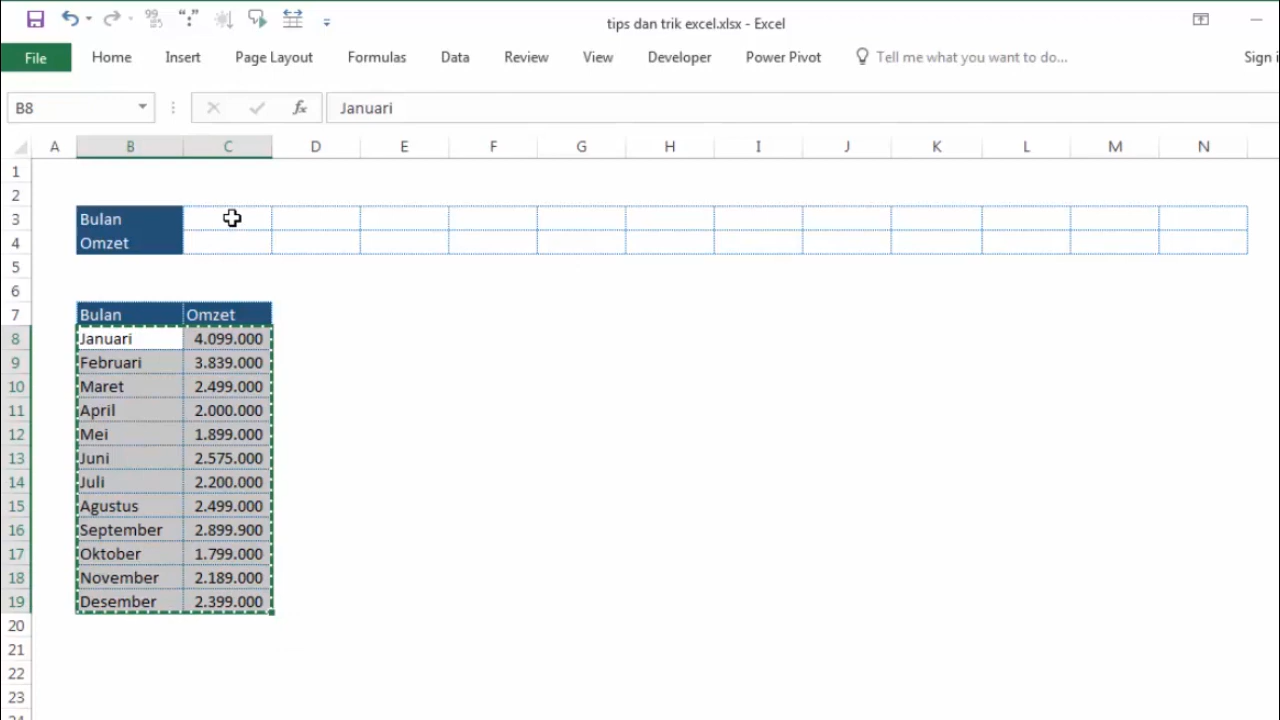 tips dan trik excel.xlsx - Excel
File Home Insert Page Layout Formulas Data Review View Developer Power Pivot Tell me what you want to do... Sign i
B8 fx Januari
A B C D E F G H I J K L M N
1
2
3 Bulan
4 Omzet
5
6
7 Bulan Omzet
8 Januari 4.099.000
9 Februari 3.839.000
10 Maret 2.499.000
11 April 2.000.000
12 Mei 1.899.000
13 Juni 2.575.000
14 Juli 2.200.000
15 Agustus 2.499.000
16 September 2.899.900
17 Oktober 1.799.000
18 November 2.189.000
19 Desember 2.399.000
20
21
22
23